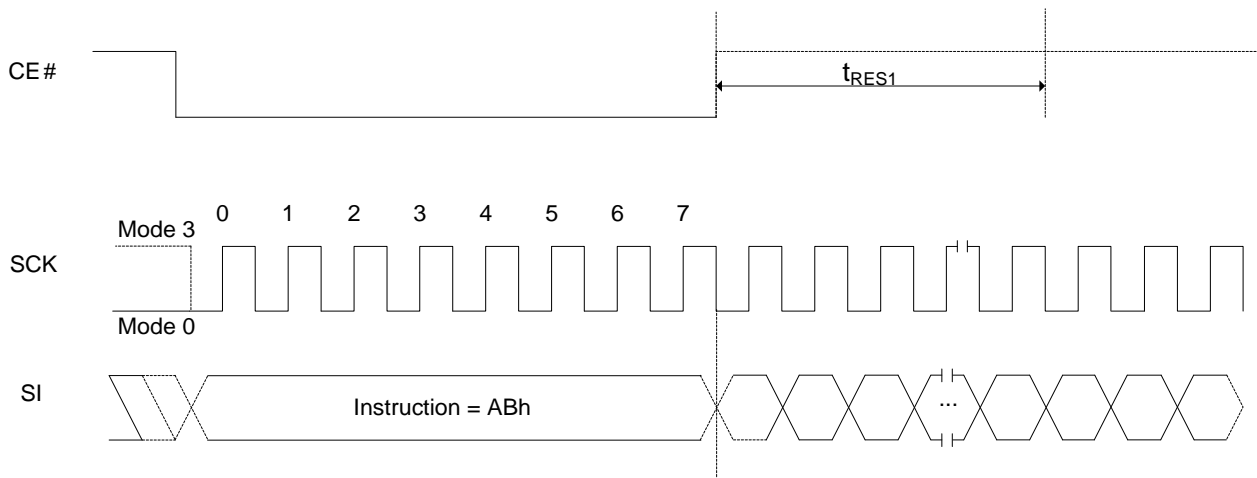 CE#
tRES1
0 1 2 3 4 5 6 7
Mode 3
SCK
Mode 0
SI
Instruction = ABh
...